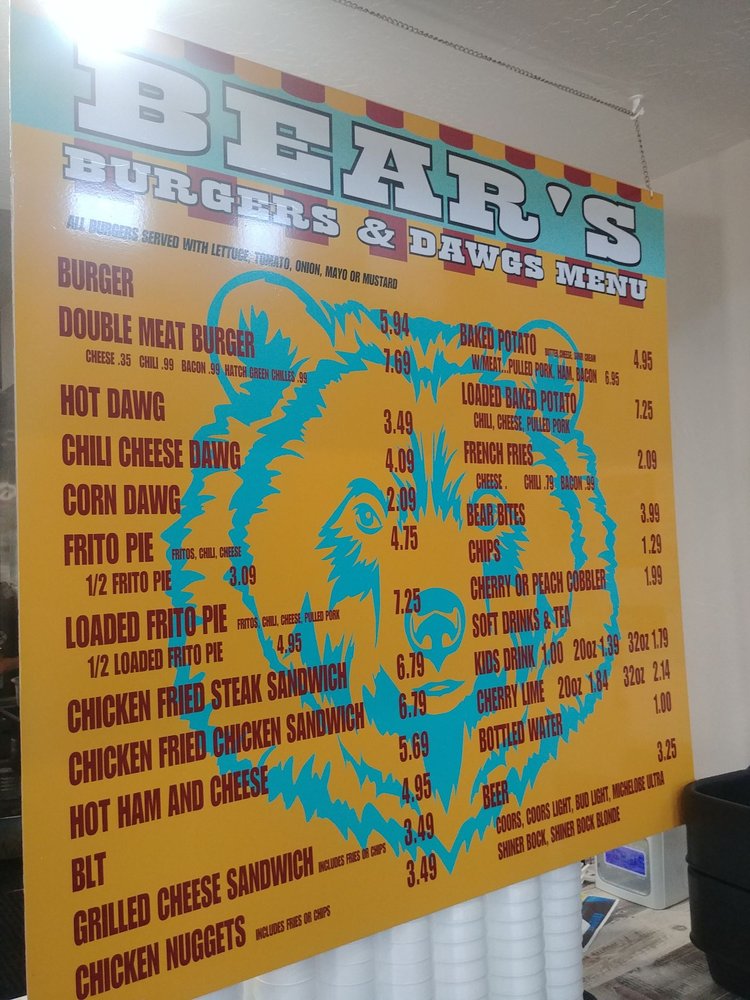 BEAR'S
BURGERS & DAWGS MENU
ALL BURGERS SERVED WITH LETTUCE, TOMATO, ONION, MAYO OR MUSTARD
BURGER 5.94
DOUBLE MEAT BURGER 7.69
CHEESE .35 CHILI .99 BACON .99 HATCH GREEN CHILLES .99
HOT DAWG 3.49
CHILI CHEESE DAWG 4.09
CORN DAWG 2.09
FRITO PIE FRITOS, CHILI, CHEESE 4.75
1/2 FRITO PIE 3.09
LOADED FRITO PIE FRITOS, CHILI, CHEESE, PULLED PORK 7.25
1/2 LOADED FRITO PIE 4.95
CHICKEN FRIED STEAK SANDWICH 6.79
CHICKEN FRIED CHICKEN SANDWICH 6.79
HOT HAM AND CHEESE 5.69
BLT 4.95
GRILLED CHEESE SANDWICH INCLUDES FRIES OR CHIPS 3.49
CHICKEN NUGGETS INCLUDES FRIES OR CHIPS 3.49
BAKED POTATO BUTTER, CHEESE, SOUR CREAM 4.95
W/MEAT...PULLED PORK, HAM, BACON 6.95
LOADED BAKED POTATO 7.25
CHILI, CHEESE, PULLED PORK
FRENCH FRIES 2.09
CHEESE . CHILI .79 BACON .99
BEAR BITES 3.99
CHIPS 1.29
CHERRY OR PEACH COBBLER 1.99
SOFT DRINKS & TEA
KIDS DRINK 1.00 20oz 1.39 32oz 1.79
CHERRY LIME 20oz 1.84 32oz 2.14
BOTTLED WATER 1.00
BEER 3.25
COORS, COORS LIGHT, BUD LIGHT, MICHELOBE ULTRA
SHINER BOCK, SHINER BOCK BLONDE